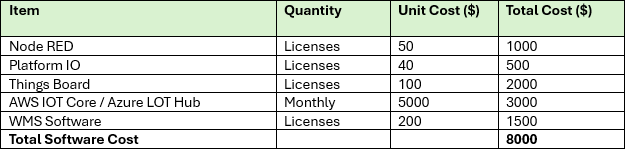 Item Quantity Unit Cost ($) Total Cost ($)
Node RED Licenses 50 1000
Platform IO Licenses 40 500
Things Board Licenses 100 2000
AWS IOT Core / Azure LOT Hub Monthly 5000 3000
WMS Software Licenses 200 1500
Total Software Cost 8000